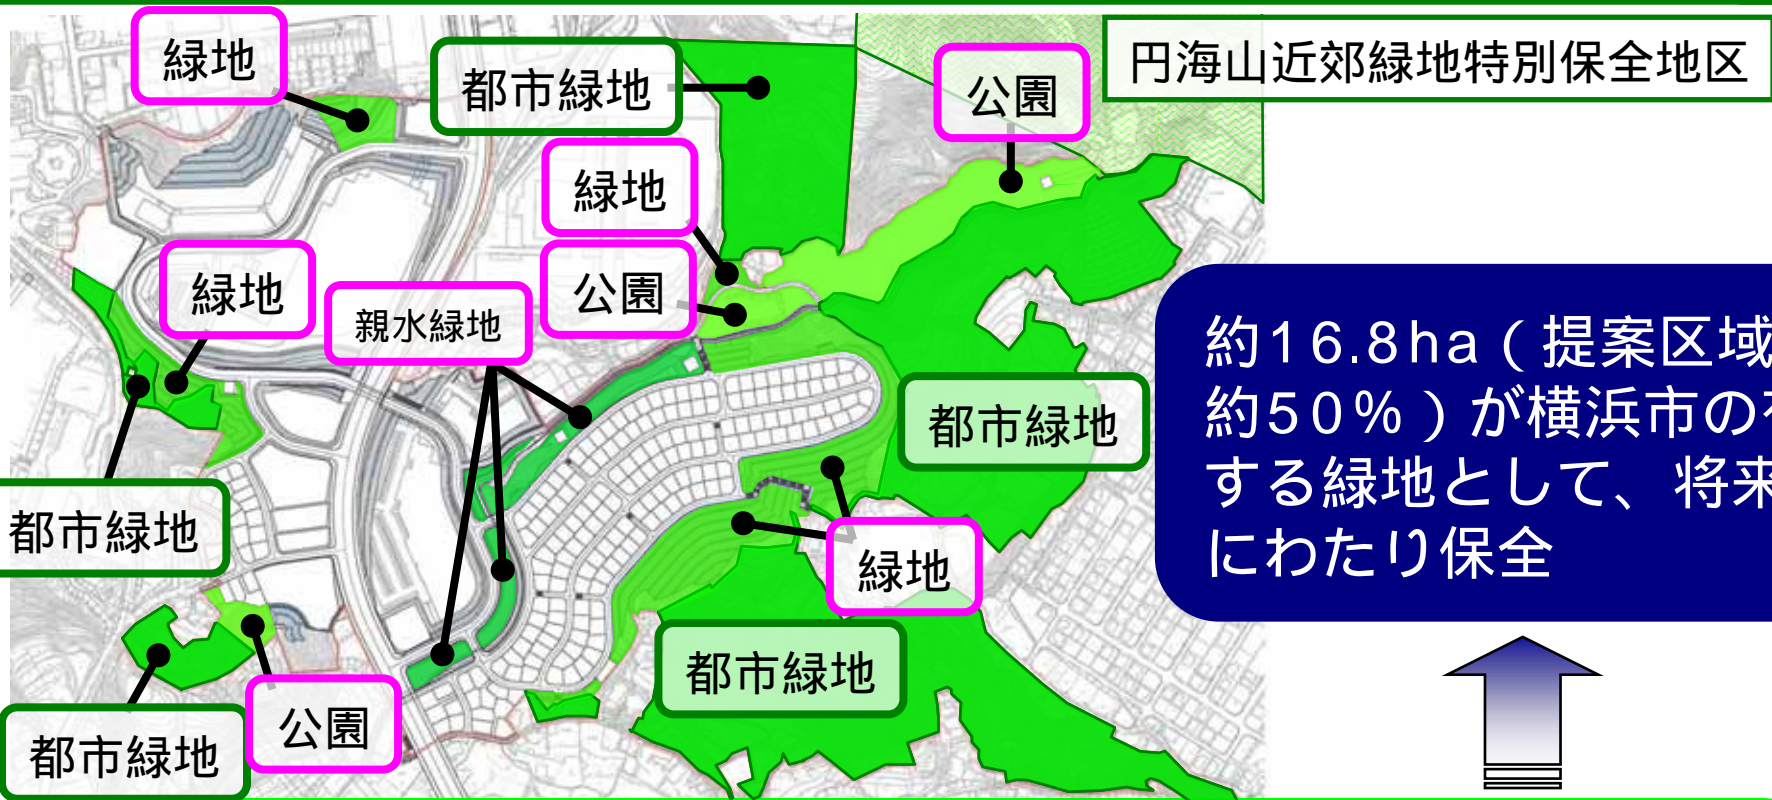 緑地
都市緑地
公園
円海山近郊緑地特別保全地区
緑地
緑地
公園
親水緑地
都市緑地
都市緑地
緑地
都市緑地
都市緑地
公園
約16.8ha（提案区域
約50％）が横浜市の
する緑地として、将来
にわたり保全